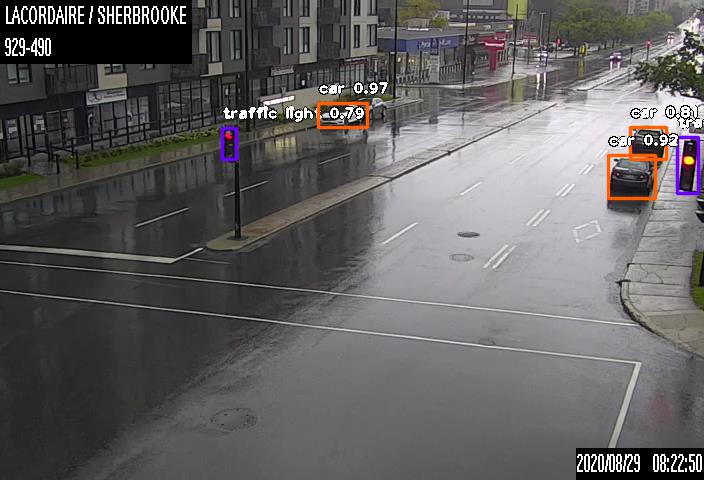 LACORDAIRE / SHERBROOKE
929-490
car 0.97
traffic light 0.79
car 0.81
tra
car 0.92
2020/08/29 08:22:50